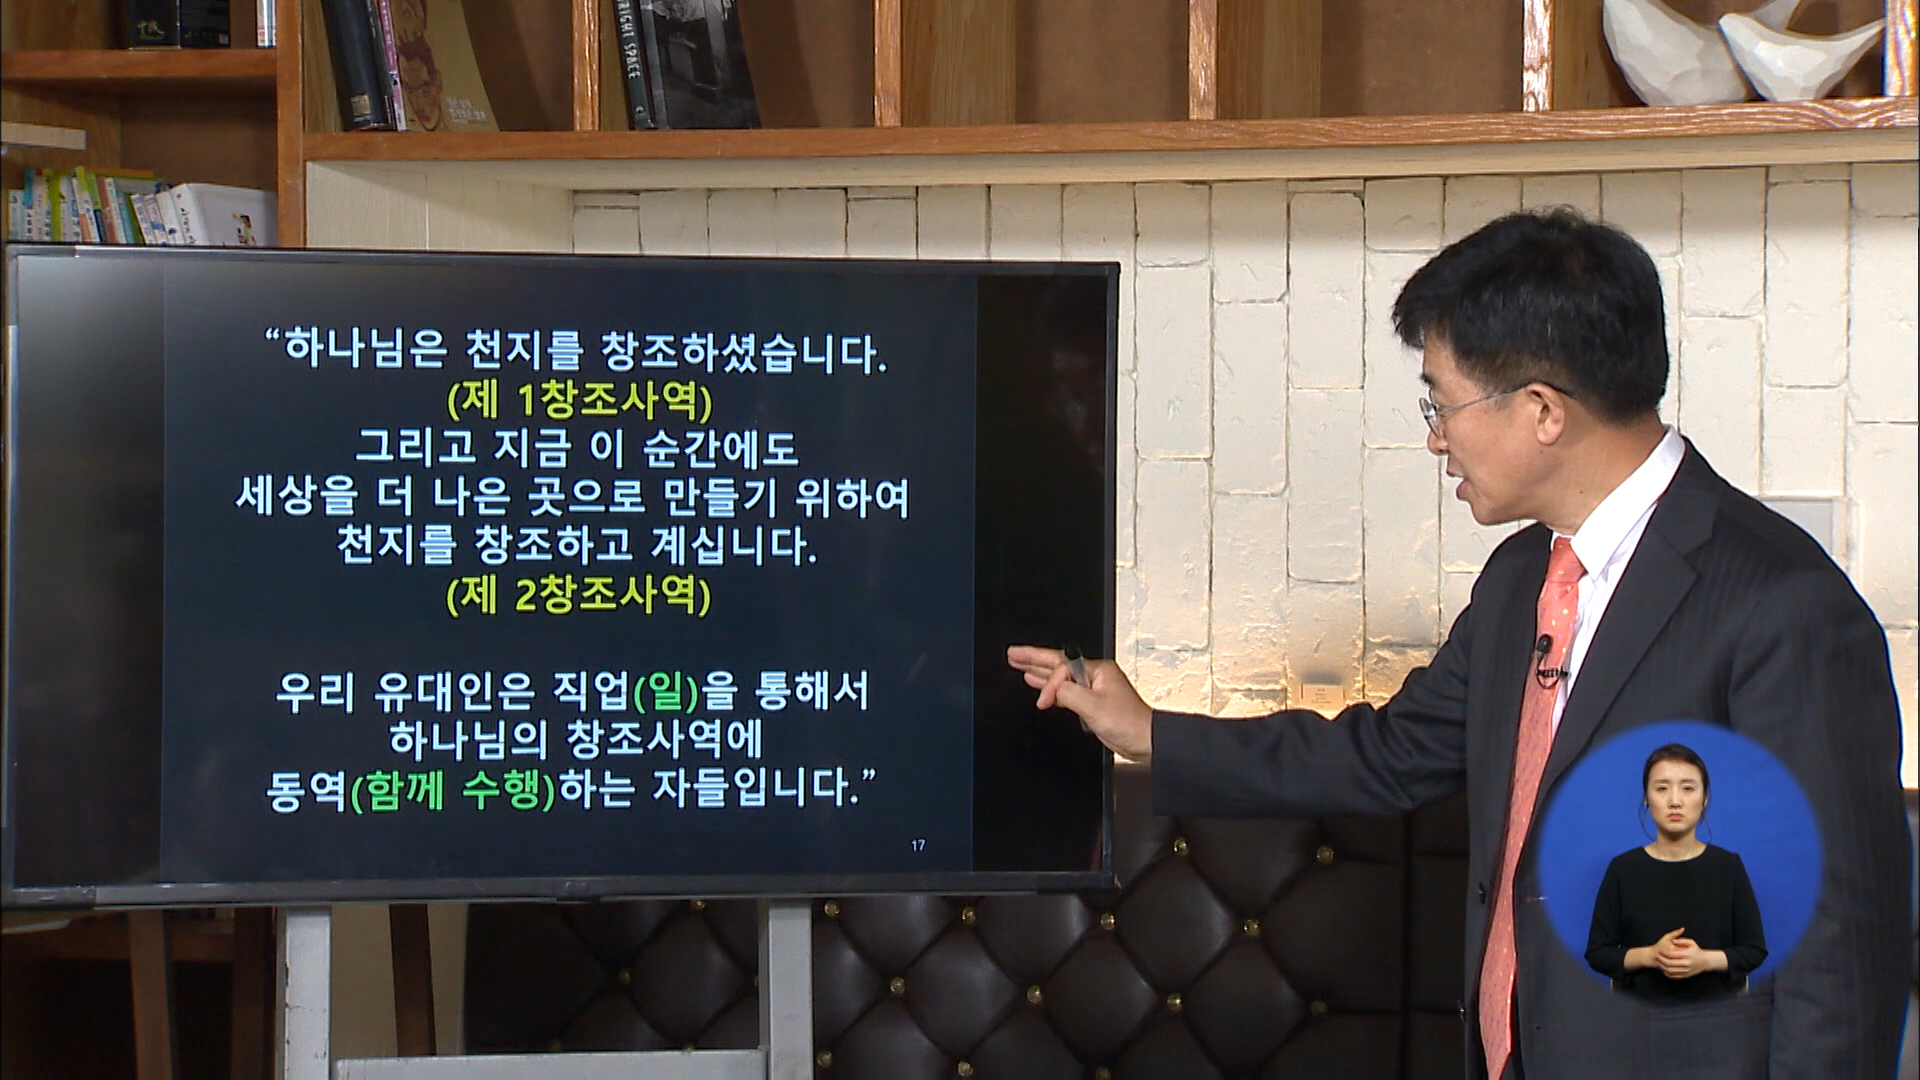 RIGHT SPACE
“하나님은 천지를 창조하셨습니다.
(제 1창조사역)
그리고 지금 이 순간에도
세상을 더 나은 곳으로 만들기 위하여
천지를 창조하고 계십니다.
(제 2창조사역)
우리 유대인은 직업(일)을 통해서
하나님의 창조사역에
동역(함께 수행)하는 자들입니다.”
17